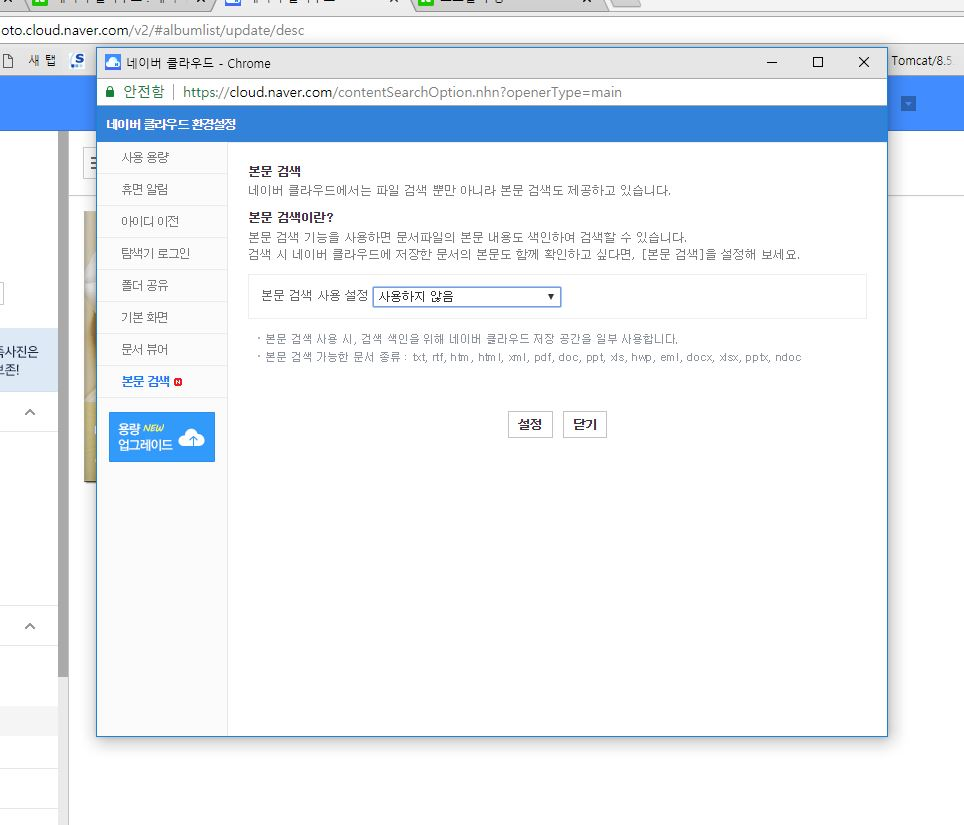 oto.cloud.naver.com/v2/#albumlist/update/desc
새 탭
S
Tomcat/8.5
네이버 클라우드 - Chrome
안전함 | https://cloud.naver.com/contentSearchOption.nhn?openerType=main
네이버 클라우드 환경설정
사용 용량
휴면 알림
아이디 이전
탐색기 로그인
폴더 공유
기본 화면
문서 뷰어
본문 검색 N
용량 NEW
업그레이드
본문 검색
네이버 클라우드에서는 파일 검색 뿐만 아니라 본문 검색도 제공하고 있습니다.
본문 검색이란?
본문 검색 기능을 사용하면 문서파일의 본문 내용도 색인하여 검색할 수 있습니다.
검색 시 네이버 클라우드에 저장한 문서의 본문도 함께 확인하고 싶다면, [본문 검색]을 설정해 보세요.
본문 검색 사용 설정 사용하지 않음
· 본문 검색 사용 시, 검색 색인을 위해 네이버 클라우드 저장 공간을 일부 사용합니다.
· 본문 검색 가능한 문서 종류 : txt, rtf, htm, html, xml, pdf, doc, ppt, xls, hwp, eml, docx, xlsx, pptx, ndoc
설정 닫기
사진은
존!